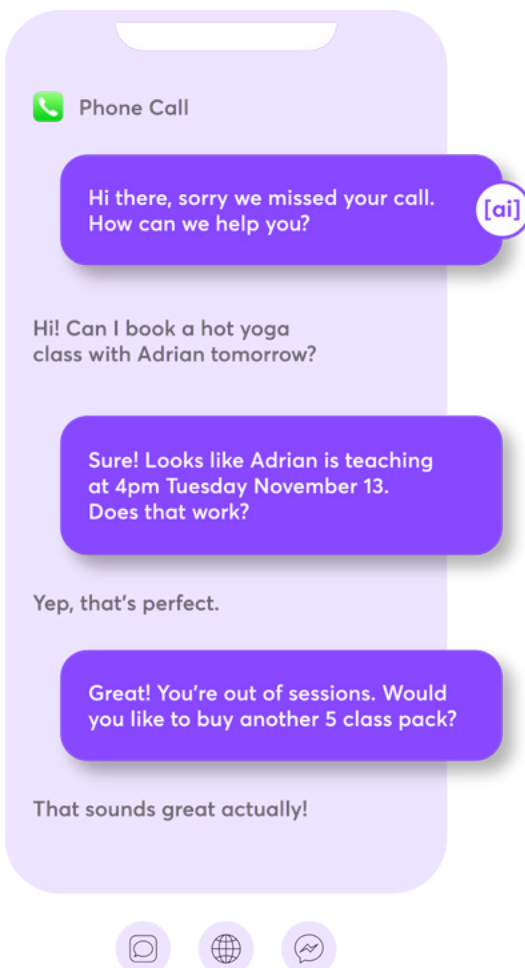 Phone Call
Hi there, sorry we missed your call.
How can we help you?
[ai]
Hi! Can I book a hot yoga
class with Adrian tomorrow?
Sure! Looks like Adrian is teaching
at 4pm Tuesday November 13.
Does that work?
Yep, that's perfect.
Great! You're out of sessions. Would
you like to buy another 5 class pack?
That sounds great actually!